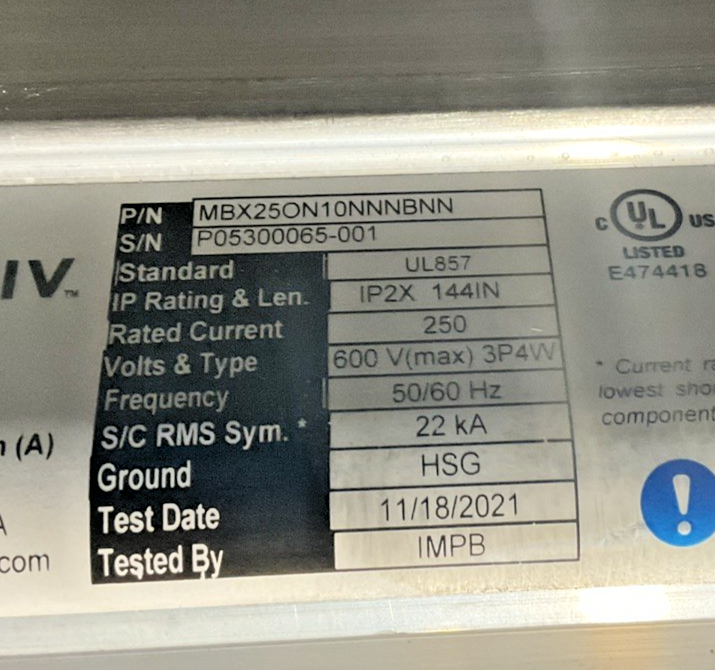 P/N MBX25ON10NNNBNN
S/N P05300065-001
Standard UL857
IP Rating & Len. IP2X 144IN
Rated Current 250
Volts & Type 600 V(max) 3P4W
Frequency 50/60 Hz
S/C RMS Sym. * 22 kA
Ground HSG
Test Date 11/18/2021
Tested By IMPB
IV™
(A)
A
com
C UL US
LISTED
E474418
* Current
lowest
component